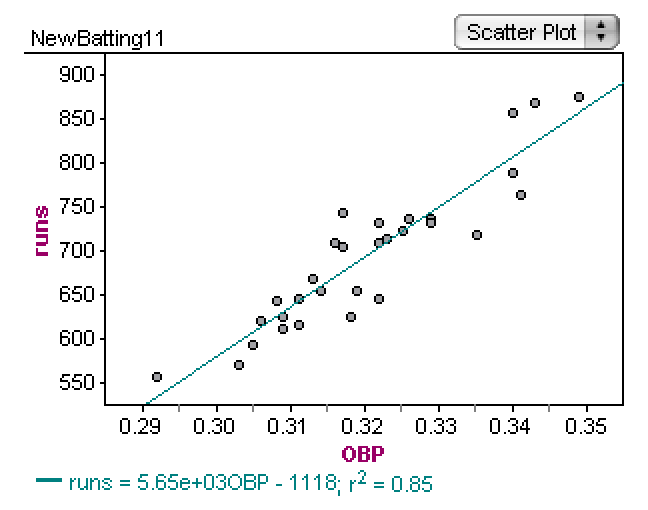 NewBatting11
Scatter Plot
900
850
800
750
700
650
600
550
runs
0.29 0.30 0.31 0.32 0.33 0.34 0.35
OBP
runs = 5.65e+03OBP - 1118; r² = 0.85